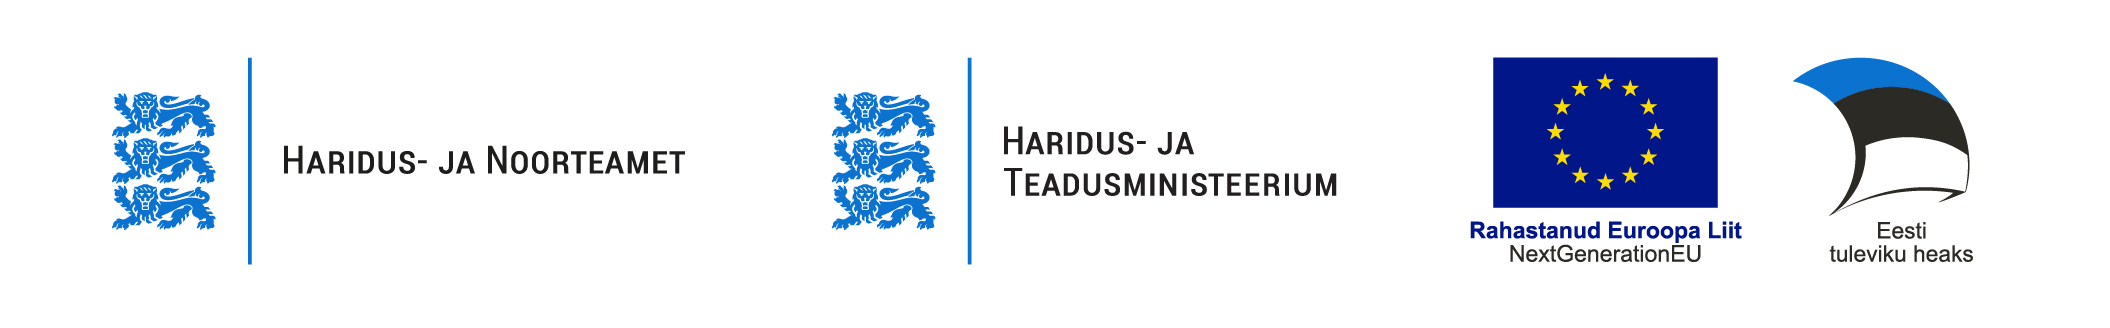 HARIDUS- JA NOORTEAMET
HARIDUS- JA
TEADUSMINISTEERIUM
Rahastanud Euroopa Liit
NextGenerationEU
Eesti
tuleviku heaks